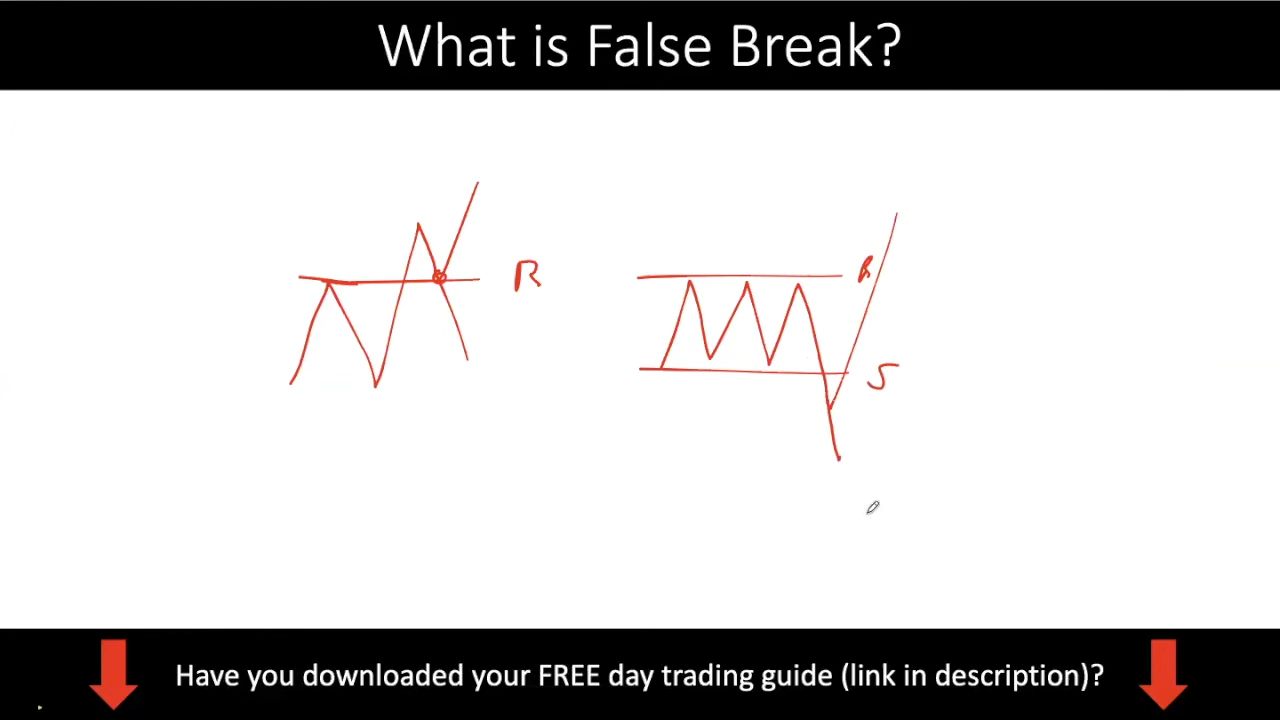 What is False Break?
R
R
S
Have you downloaded your FREE day trading guide (link in description)?